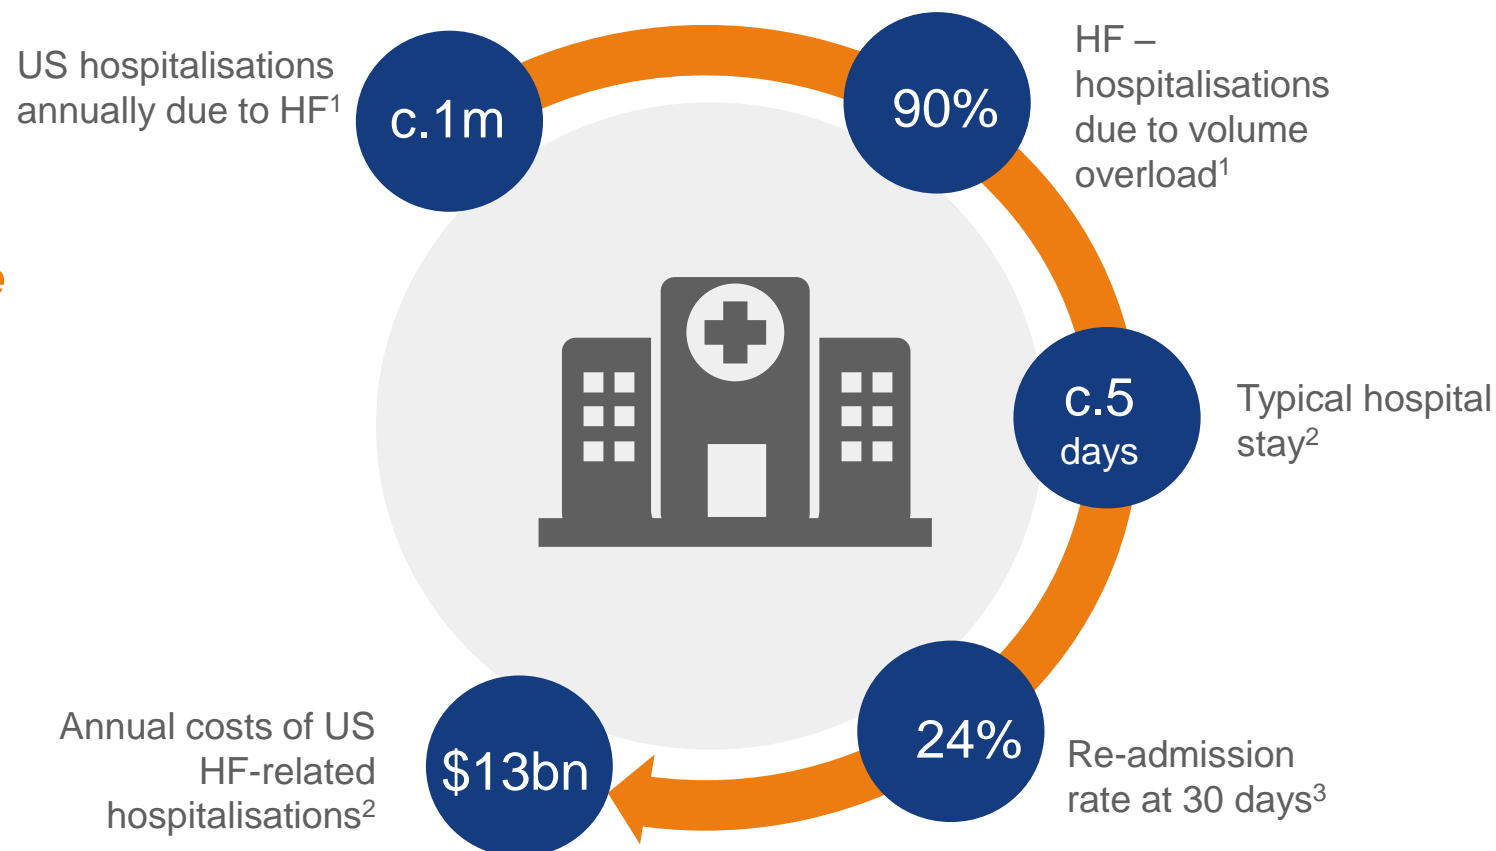 US hospitalisations
annually due to HF¹
c.1m
90%
HF –
hospitalisations
due to volume
overload¹
c.5
days
Typical hospital
stay²
24%
Re-admission
rate at 30 days³
$13bn
Annual costs of US
HF-related
hospitalisations²